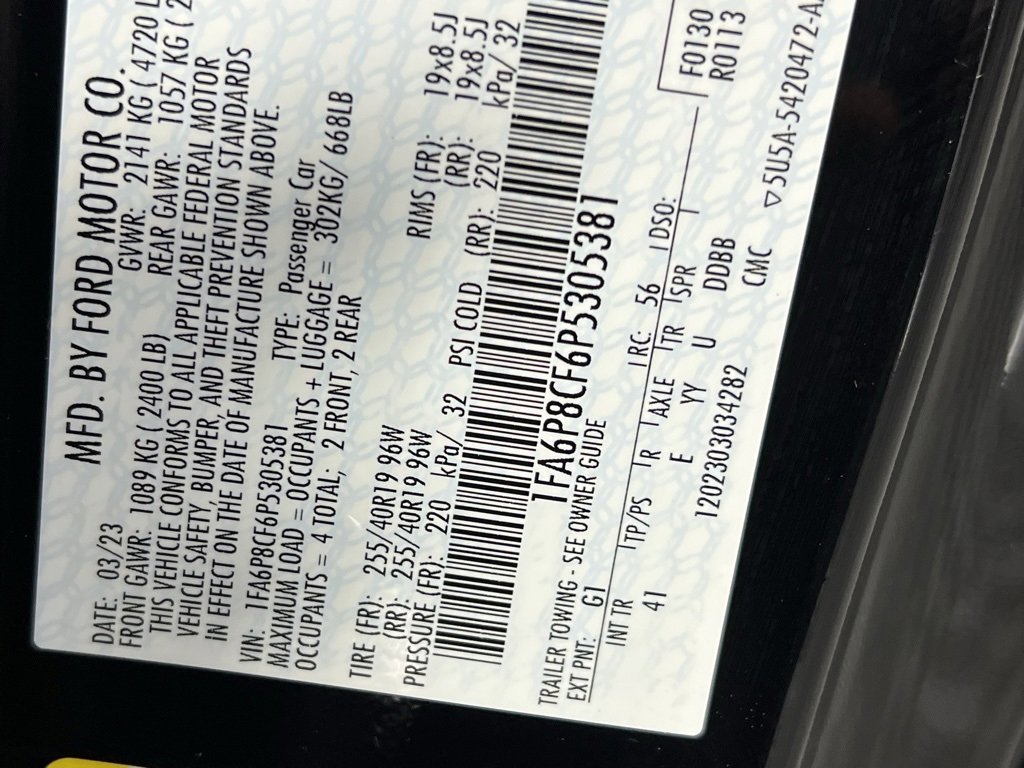 MFD. BY FORD MOTOR CO.
DATE: 03/23 GVWR: 2141 KG ( 4720 L
FRONT GAWR: 1089 KG ( 2400 LB) REAR GAWR: 1057 KG ( 2
THIS VEHICLE CONFORMS TO ALL APPLICABLE FEDERAL MOTOR
VEHICLE SAFETY, BUMPER, AND THEFT PREVENTION STANDARDS
IN EFFECT ON THE DATE OF MANUFACTURE SHOWN ABOVE.
VIN: 1FA6P8CF6P5305381 TYPE: Passenger Car
MAXIMUM LOAD = OCCUPANTS + LUGGAGE = 302KG/ 668LB
OCCUPANTS = 4 TOTAL; 2 FRONT, 2 REAR
TIRE (FR): 255/40R19 96W RIMS (FR): 19x8.5J
(RR): 255/40R19 96W (RR): 19x8.5J
PRESSURE (FR): 220 kPa/ 32 PSI COLD (RR): 220 kPa/ 32
1FA6P8CF6P5305381
TRAILER TOWING - SEE OWNER GUIDE
EXT PNT: G1 RC: 56 DSO: F0130
R0113
INT TR TP/PS R AXLE TR SPR
41 E YY U DDBB
1202303034282 CMC
▽5U5A-5420472-A